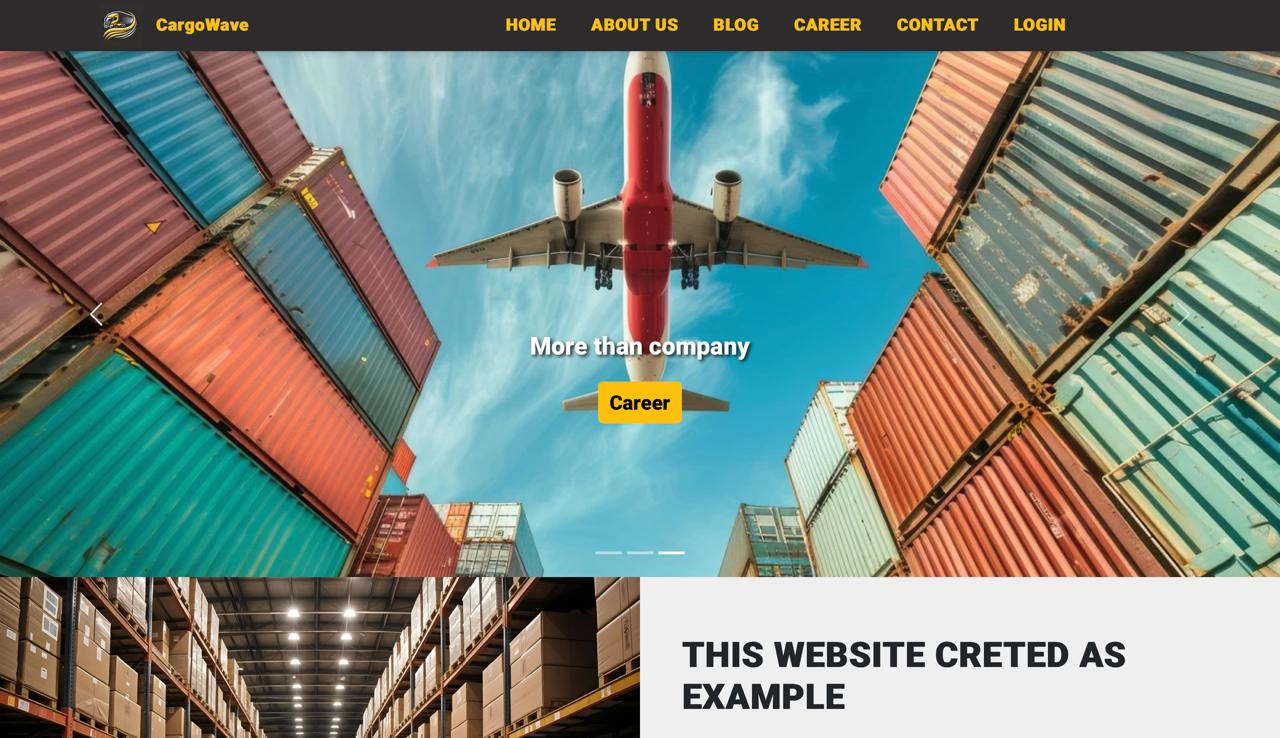 CargoWave
HOME ABOUT US BLOG CAREER CONTACT LOGIN
More than company
Career
THIS WEBSITE CRETED AS
EXAMPLE